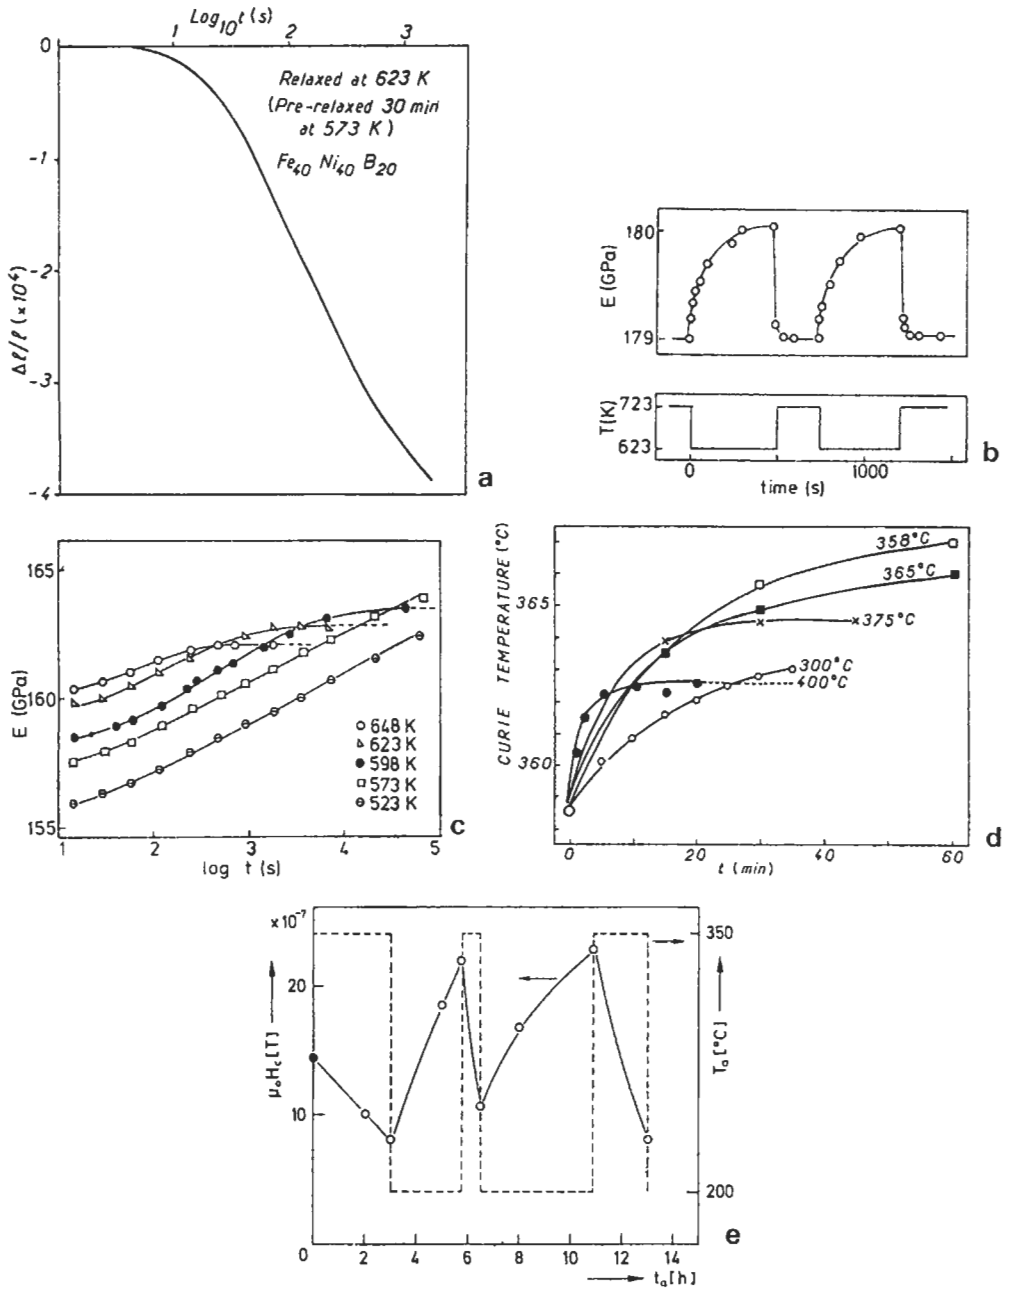 Log₁₀ t (s)
1 2 3
0
-1
-2
-3
-4
Δℓ/ℓ (×10⁴)
Relaxed at 623 K
(Pre-relaxed 30 min
at 573 K)
Fe₄₀ Ni₄₀ B₂₀
a
180
179
E (GPa)
723
623
T(K)
0 1000
time (s)
b
165
160
155
E (GPa)
648 K
623 K
598 K
573 K
523 K
1 2 3 4 5
log t (s)
c
CURIE TEMPERATURE (°C)
365
360
358°C
365°C
375°C
300°C
400°C
0 20 40 60
t (min)
d
×10⁻⁷
20
10
0
μₒH꜀ [T]
350
200
Tₐ [°C]
0 2 4 6 8 10 12 14
tₐ [h]
e